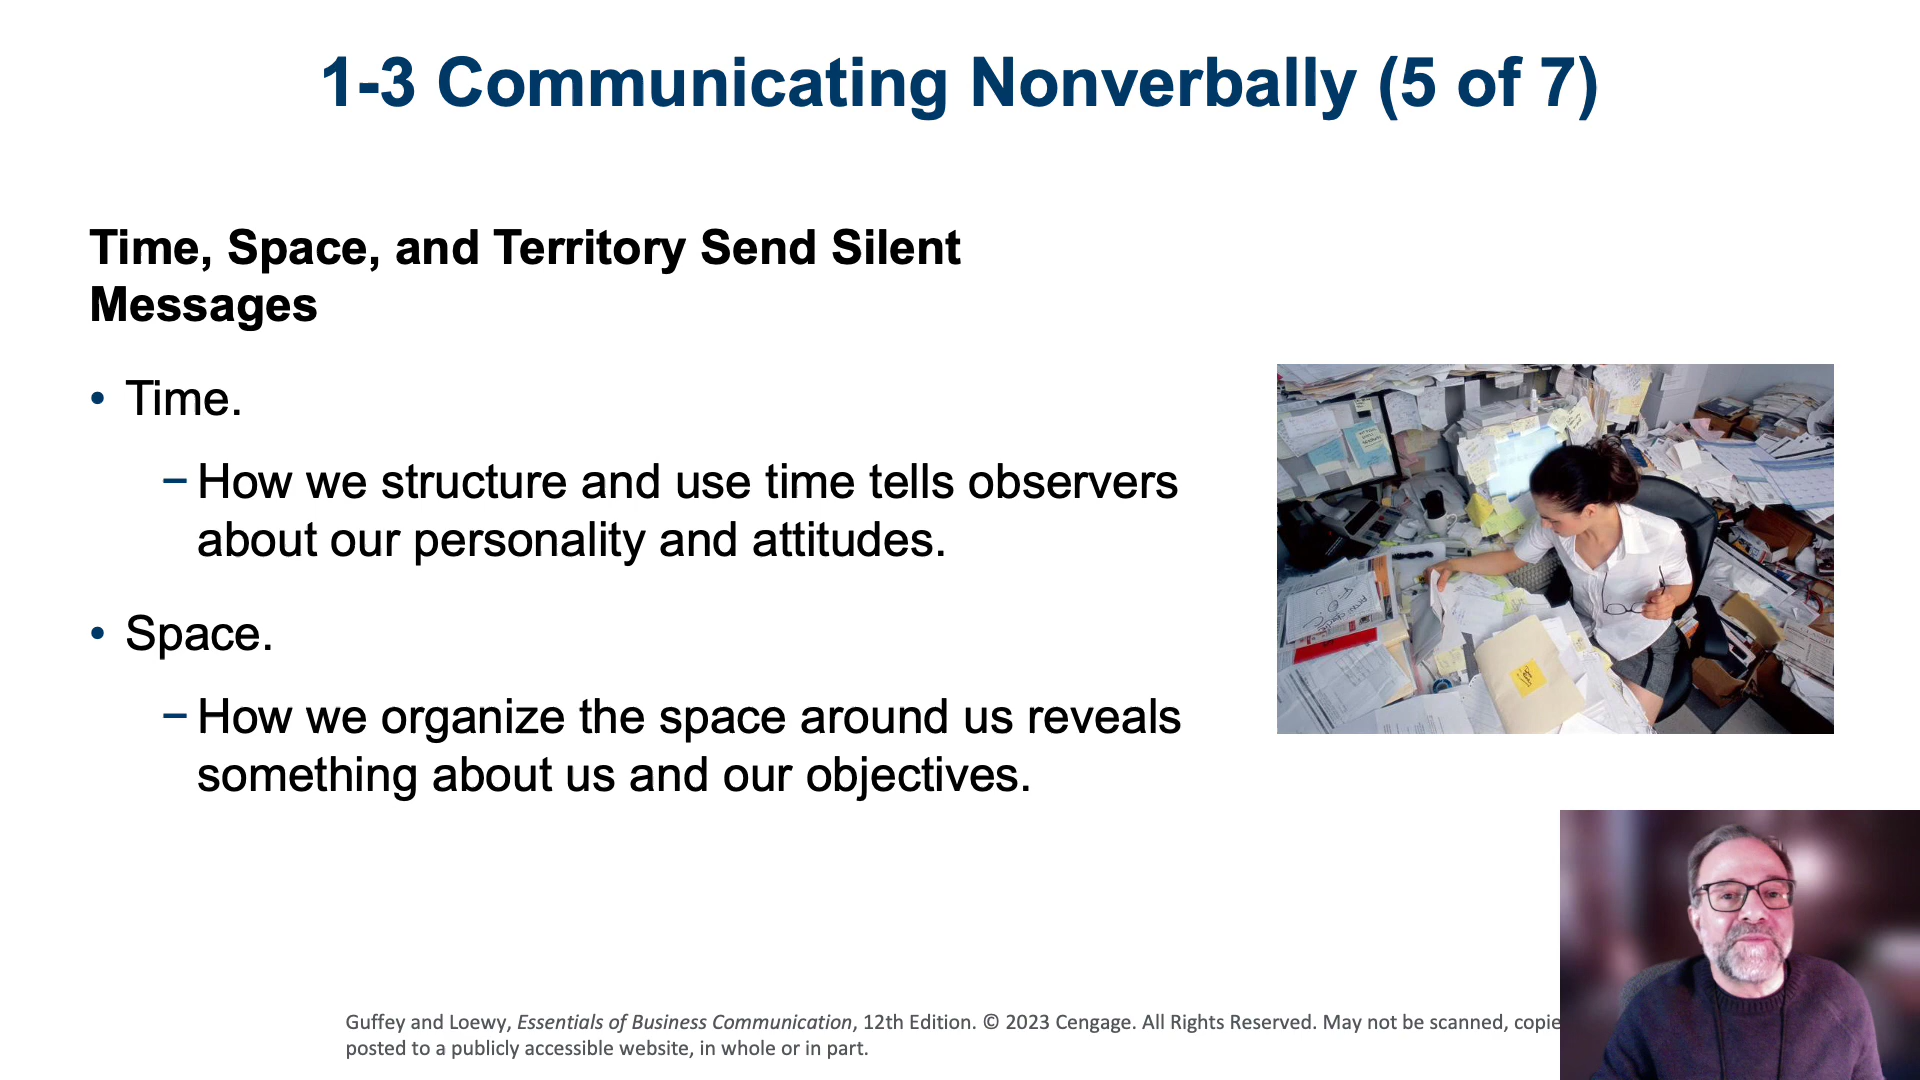 1-3 Communicating Nonverbally (5 of 7)
Time, Space, and Territory Send Silent
Messages
• Time.
– How we structure and use time tells observers
about our personality and attitudes.
• Space.
– How we organize the space around us reveals
something about us and our objectives.
Guffey and Loewy, Essentials of Business Communication, 12th Edition. © 2023 Cengage. All Rights Reserved. May not be scanned,
posted to a publicly accessible website, in whole or in part.